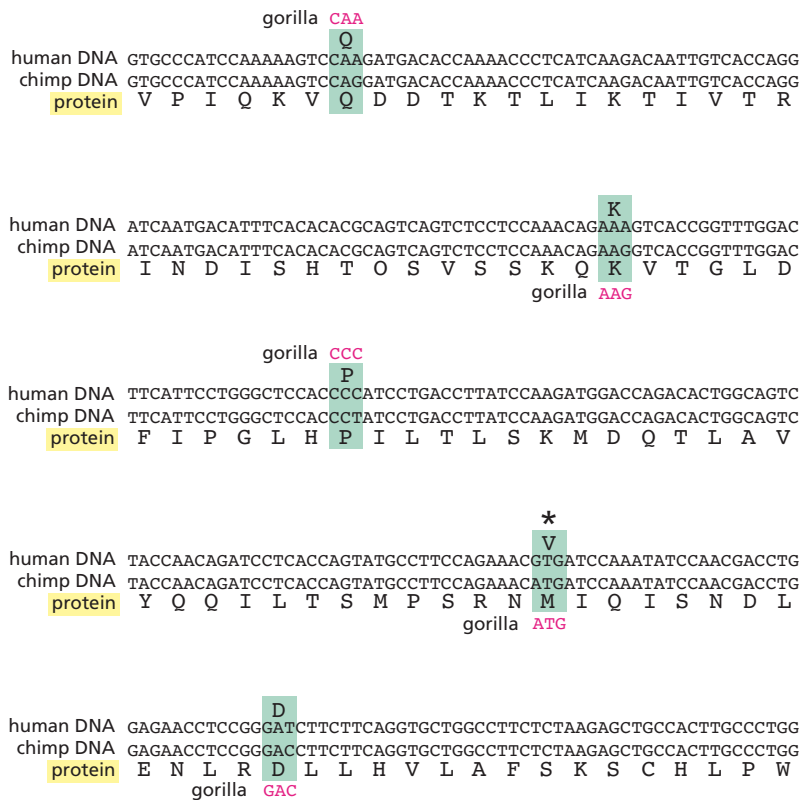 gorilla CAA
Q
human DNA GTGCCCATCCAAAAAGTCCAAGATGACACCAAAACCCTCATCAAGACAATTGTCACCAGG
chimp DNA GTGCCCATCCAAAAAGTCCAGGATGACACCAAAACCCTCATCAAGACAATTGTCACCAGG
protein V P I Q K V Q D D T K T L I K T I V T R
K
human DNA ATCAATGACATTTCACACACGCAGTCAGTCTCCTCCAAACAGAAAGTCACCGGTTTGGAC
chimp DNA ATCAATGACATTTCACACACGCAGTCAGTCTCCTCCAAACAGAAGGTCACCGGTTTGGAC
protein I N D I S H T O S V S S K Q K V T G L D
gorilla AAG
gorilla CCC
P
human DNA TTCATTCCTGGGCTCCACCCCATCCTGACCTTATCCAAGATGGACCAGACACTGGCAGTC
chimp DNA TTCATTCCTGGGCTCCACCCTATCCTGACCTTATCCAAGATGGACCAGACACTGGCAGTC
protein F I P G L H P I L T L S K M D Q T L A V
*
V
human DNA TACCAACAGATCCTCACCAGTATGCCTTCCAGAAACGTGATCCAAATATCCAACGACCTG
chimp DNA TACCAACAGATCCTCACCAGTATGCCTTCCAGAAACATGATCCAAATATCCAACGACCTG
protein Y Q Q I L T S M P S R N M I Q I S N D L
gorilla ATG
D
human DNA GAGAACCTCCGGGATCTTCTTCAGGTGCTGGCCTTCTCTAAGAGCTGCCACTTGCCCTGG
chimp DNA GAGAACCTCCGGGACCTTCTTCAGGTGCTGGCCTTCTCTAAGAGCTGCCACTTGCCCTGG
protein E N L R D L L H V L A F S K S C H L P W
gorilla GAC